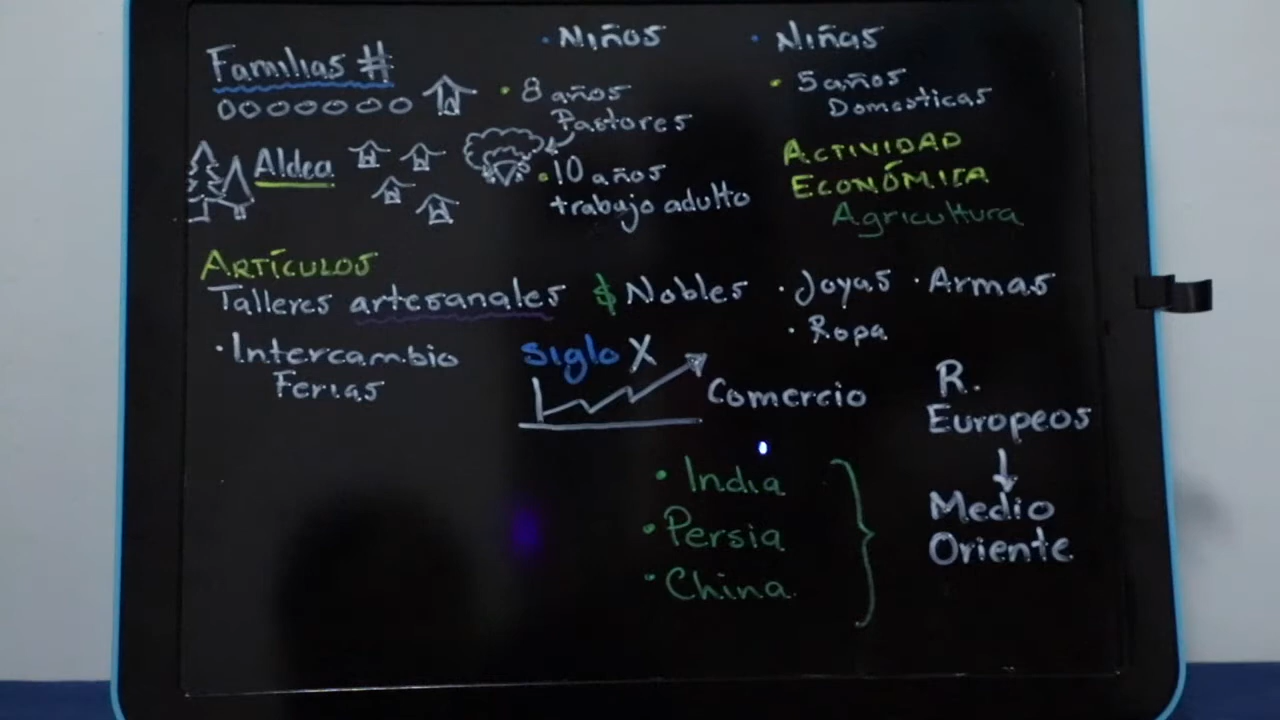 Familias #
Aldea
• Niños
• 8 años
Pastores
• 10 años
trabajo adulto
• Niñas
• 5 años
Domesticas
ACTIVIDAD
ECONÓMICA
Agricultura
ARTÍCULOS
Talleres artesanales $ Nobles • Joyas • Armas
• Ropa
• Intercambio
Ferias
siglo X
Comercio
R.
Europeos
Medio
Oriente
• India
• Persia
• China